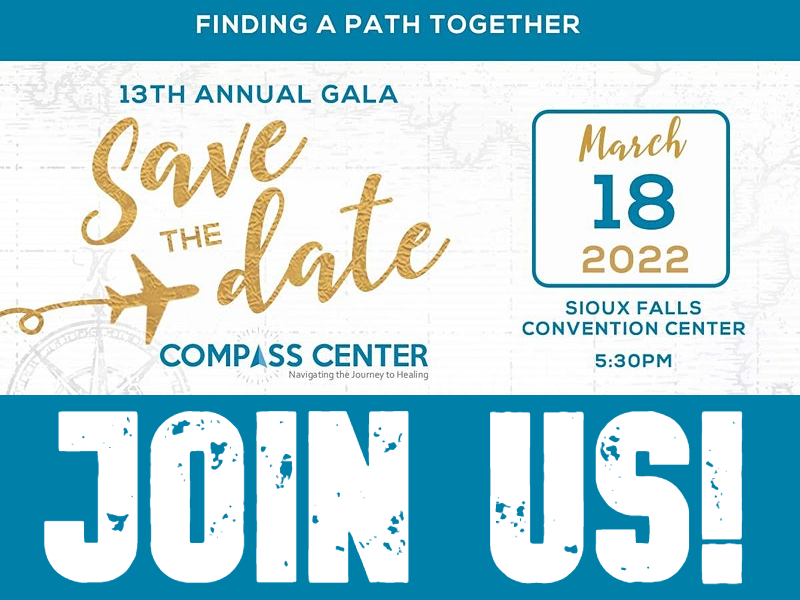 FINDING A PATH TOGETHER
13TH ANNUAL GALA
Save
THE
date
COMPASS CENTER
Navigating the Journey to Healing
March
18
2022
SIOUX FALLS
CONVENTION CENTER
5:30PM
JOIN US!